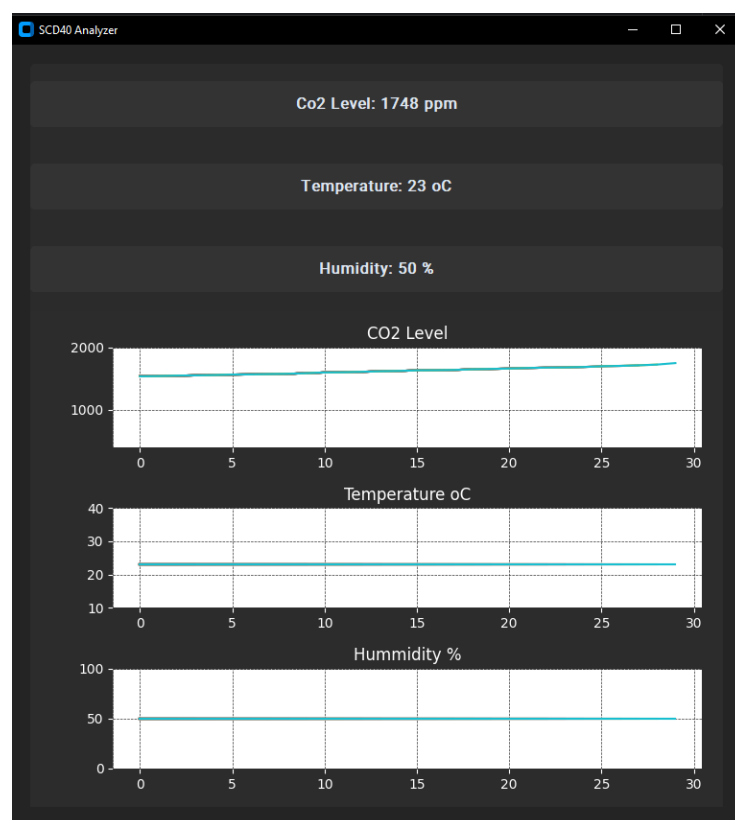 SCD40 Analyzer
Co2 Level: 1748 ppm
Temperature: 23 oC
Humidity: 50 %
CO2 Level
2000
1000
0 5 10 15 20 25 30
Temperature oC
40
30
20
10
0 5 10 15 20 25 30
Hummidity %
100
50
0
0 5 10 15 20 25 30